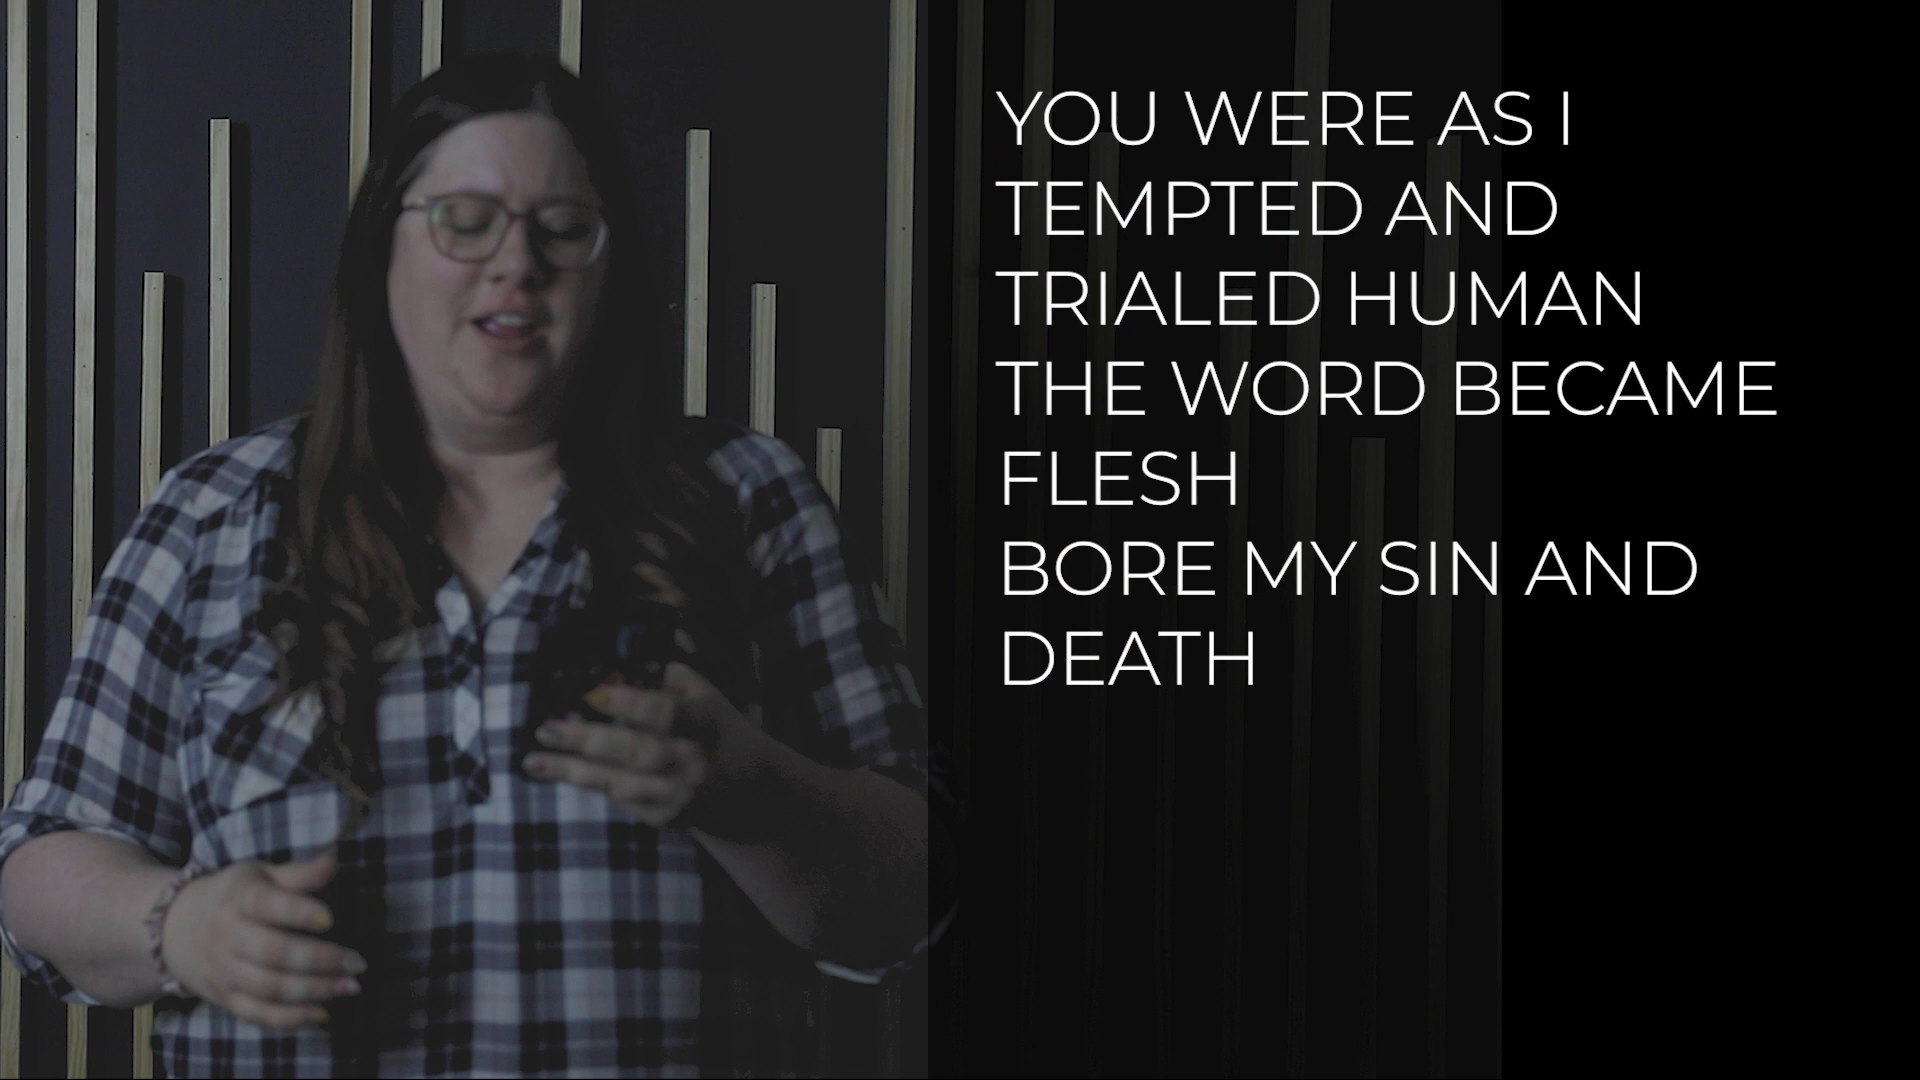 YOU WERE AS I
TEMPTED AND
TRIALED HUMAN
THE WORD BECAME
FLESH
BORE MY SIN AND
DEATH